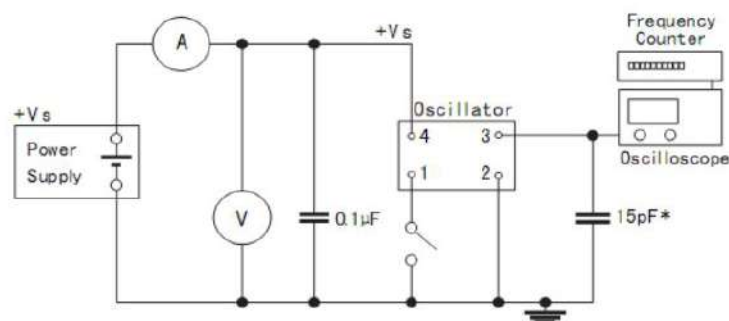 Frequency
Counter
A
+Vs
+Vs
Oscillator
Power
Supply
4 3
1 2
Oscilloscope
V
0.1μF
15pF*